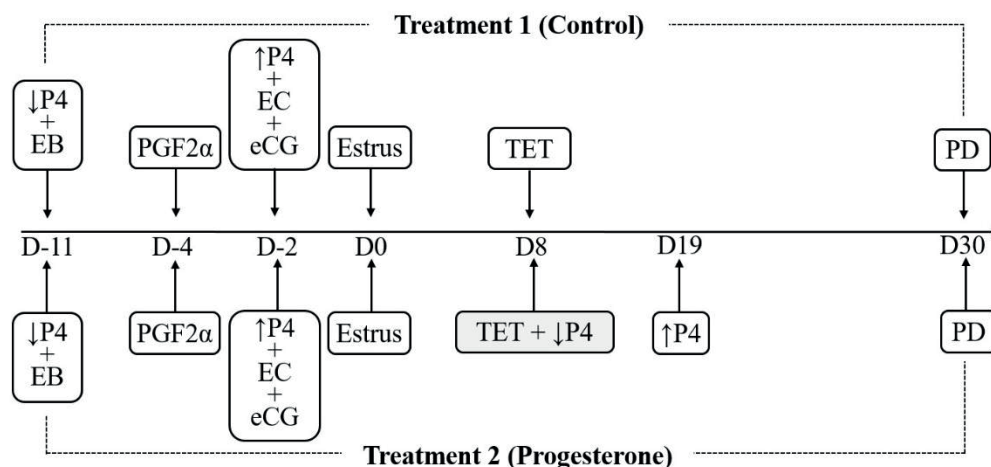 Treatment 1 (Control)
↓P4
+
EB
PGF2α
↑P4
+
EC
+
eCG
Estrus
TET
PD
D-11
D-4
D-2
D0
D8
D19
D30
↓P4
+
EB
PGF2α
↑P4
+
EC
+
eCG
Estrus
TET + ↓P4
↑P4
PD
Treatment 2 (Progesterone)